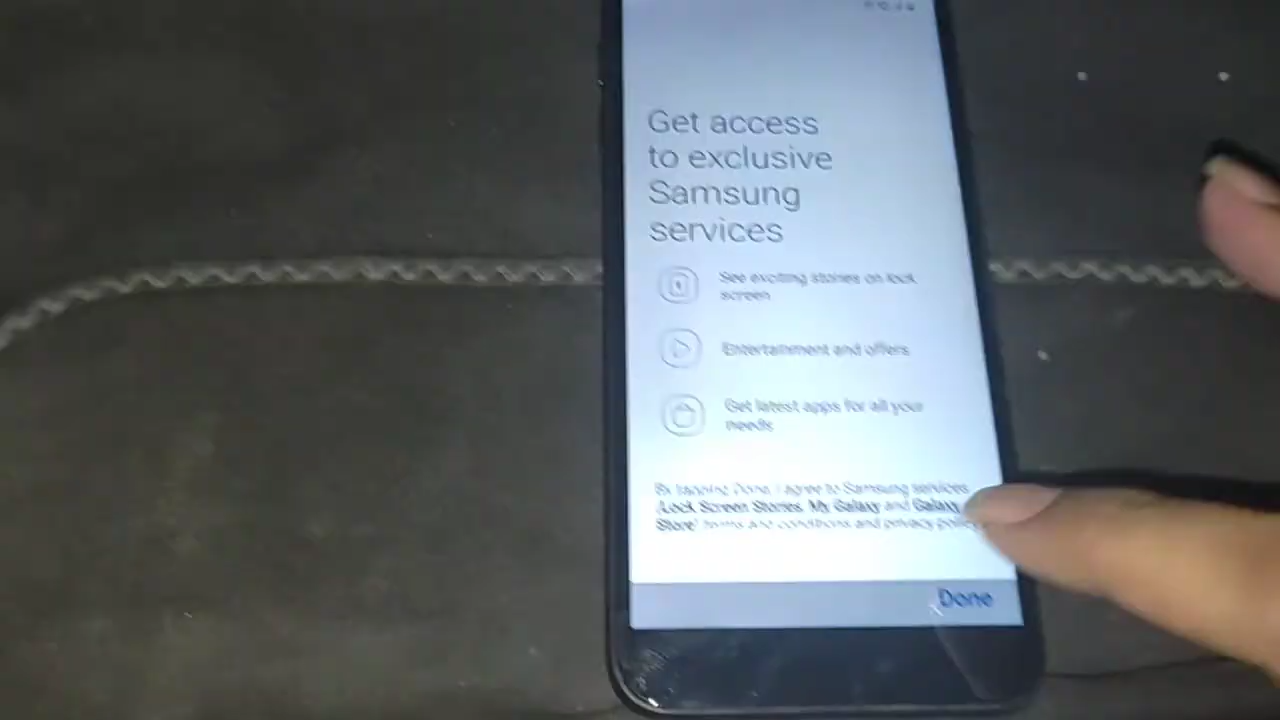 Get access
to exclusive
Samsung
services
See exciting stories on lock
screen
Entertainment and offers
Get latest apps for all your
needs
By tapping Done, I agree to Samsung services
(Lock Screen Stories, My Galaxy and Galaxy
Store) terms and conditions and privacy policy
Done